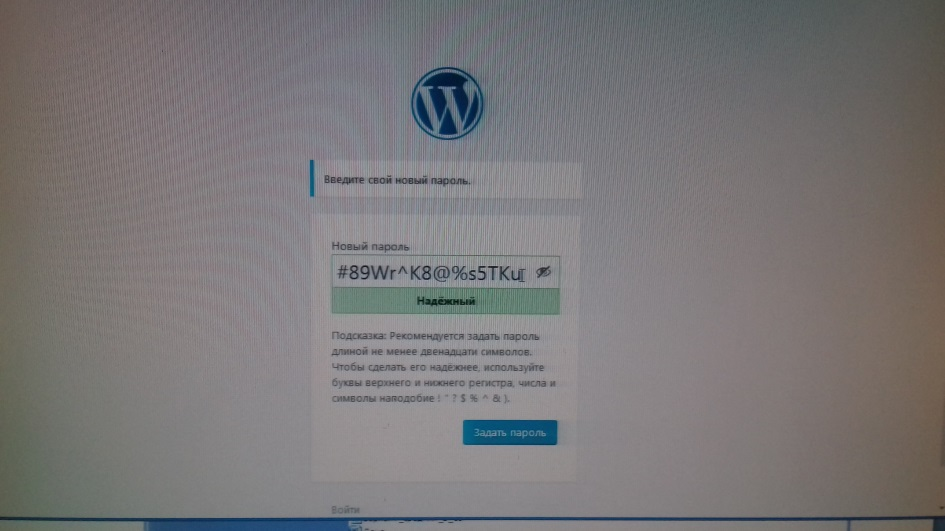 Введите свой новый пароль.
Новый пароль
#89Wr^K8@%s5TKu
Надёжный
Подсказка: Рекомендуется задать пароль
длиной не менее двенадцати символов.
Чтобы сделать его надёжнее, используйте
буквы верхнего и нижнего регистра, числа и
символы наподобие ! " ? $ % ^ & ).
Задать пароль
Войти